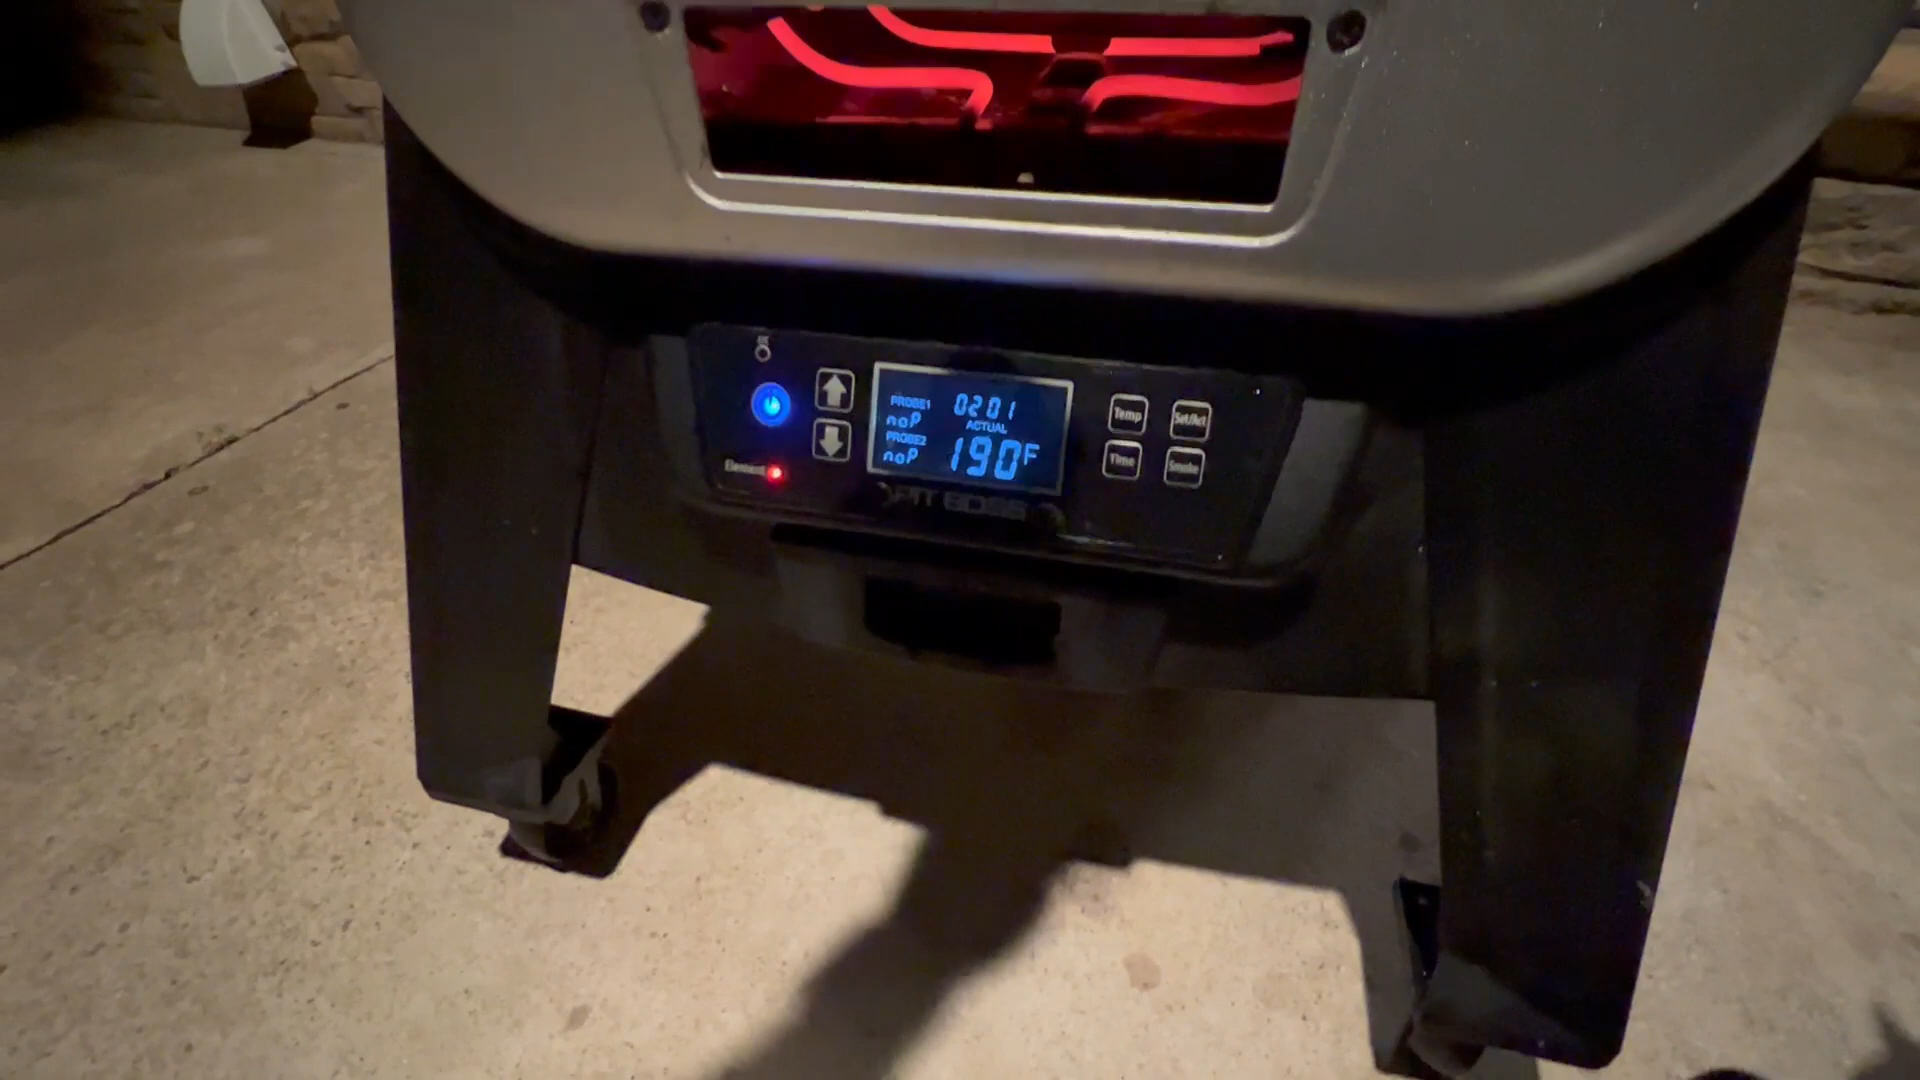 PROBE1 0201
noP ACTUAL
PROBE2 190F
noP
Element
Temp Set/Act
Time Smoke
PIT BOSS